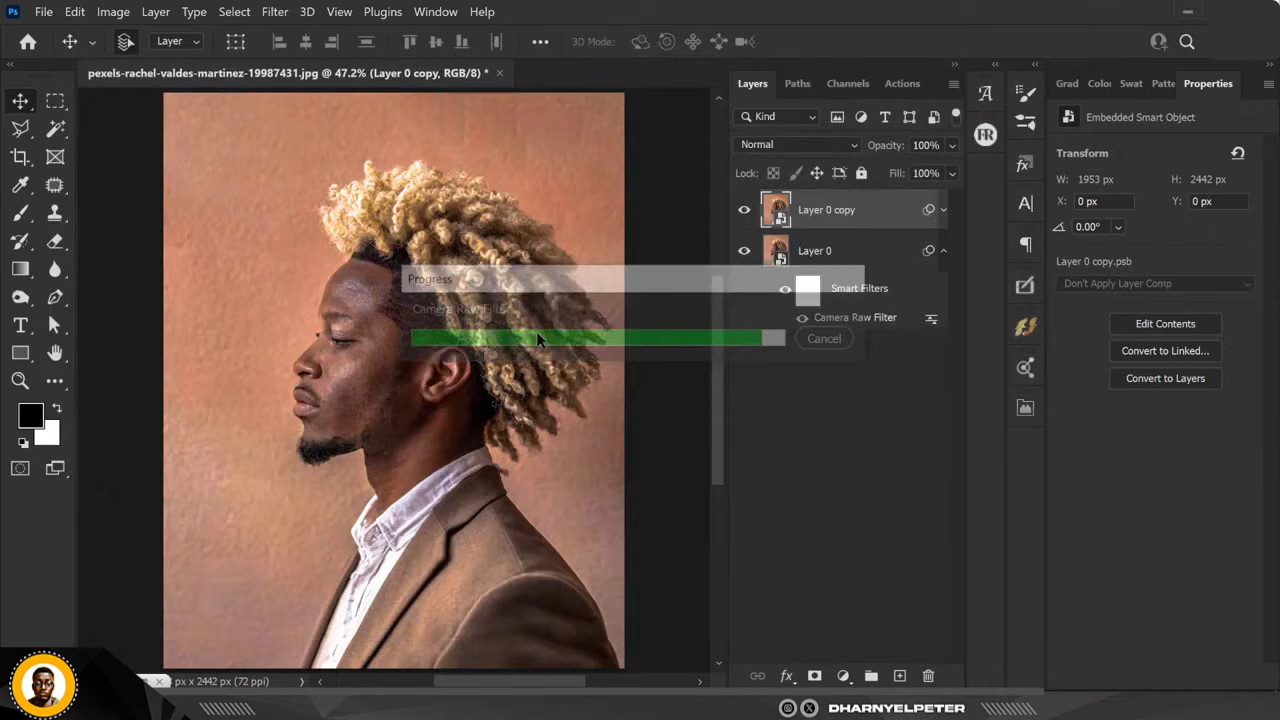 Ps File Edit Image Layer Type Select Filter 3D View Plugins Window Help
Layer 3D Mode:
pexels-rachel-valdes-martinez-19987431.jpg @ 47.2% (Layer 0 copy, RGB/8) *
Layers Paths Channels Actions
Kind
Normal Opacity: 100%
Lock: Fill: 100%
Layer 0 copy
Layer 0
Smart Filters
Camera Raw Filter
Progress
Camera Raw Filter
Cancel
A
FR
fx
A
Grad Color Swat Patte Properties
Embedded Smart Object
Transform
W: 1953 px H: 2442 px
X: 0 px Y: 0 px
0.00°
Layer 0 copy.psb
Don't Apply Layer Comp
Edit Contents
Convert to Linked...
Convert to Layers
px x 2442 px (72 ppi)
fx
DHARNYELPETER